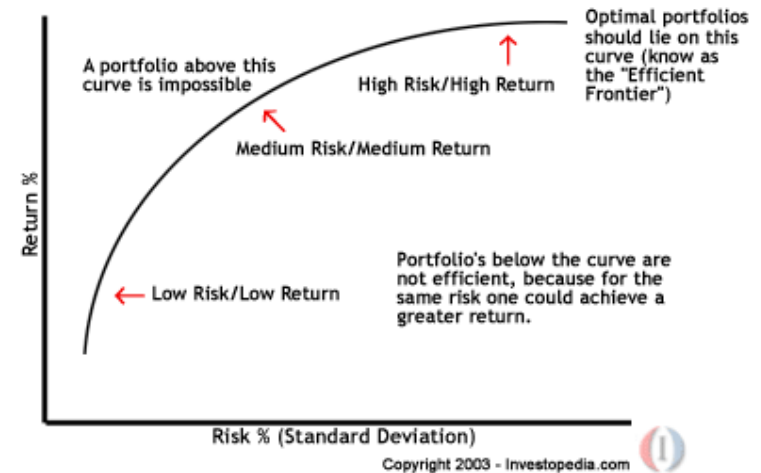 Optimal portfolios
should lie on this
curve (know as
the "Efficient
Frontier")
A portfolio above this
curve is impossible
High Risk/High Return
Medium Risk/Medium Return
Return %
Portfolio's below the curve are
not efficient, because for the
same risk one could achieve a
greater return.
Low Risk/Low Return
Risk % (Standard Deviation)
Copyright 2003 - Investopedia.com